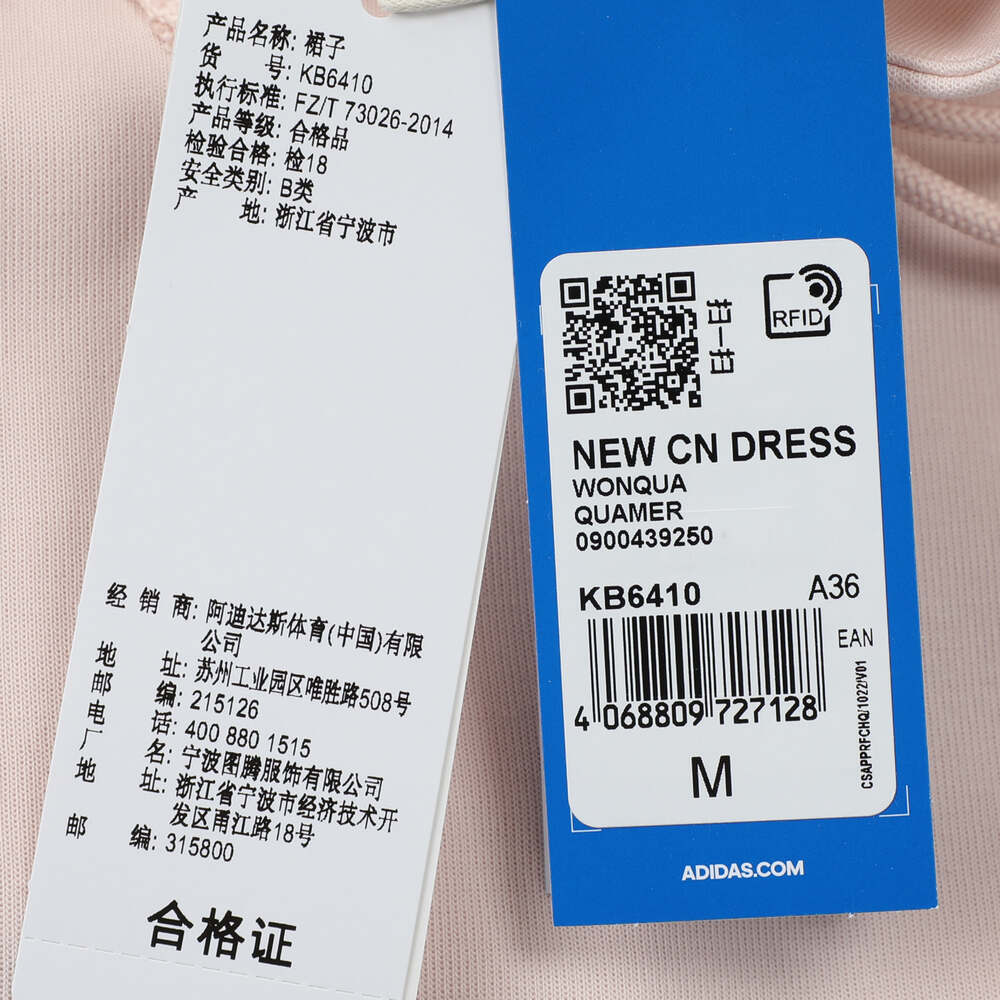 产品名称: 裙子
货 号: KB6410
执行标准: FZ/T 73026-2014
产品等级: 合格品
检验合格: 检18
安全类别: B类
产 地: 浙江省宁波市
经 销 商: 阿迪达斯体育(中国)有限
公司
地 址: 苏州工业园区唯胜路508号
邮 编: 215126
电 话: 400 880 1515
厂 名: 宁波图腾服饰有限公司
地 址: 浙江省宁波市经济技术开
发区甬江路18号
邮 编: 315800
合格证
扫一扫
RFID
NEW CN DRESS
WONQUA
QUAMER
0900439250
KB6410 A36
EAN
4 068809 727128
CSAPPRFCHQ/1022/V01
M
ADIDAS.COM